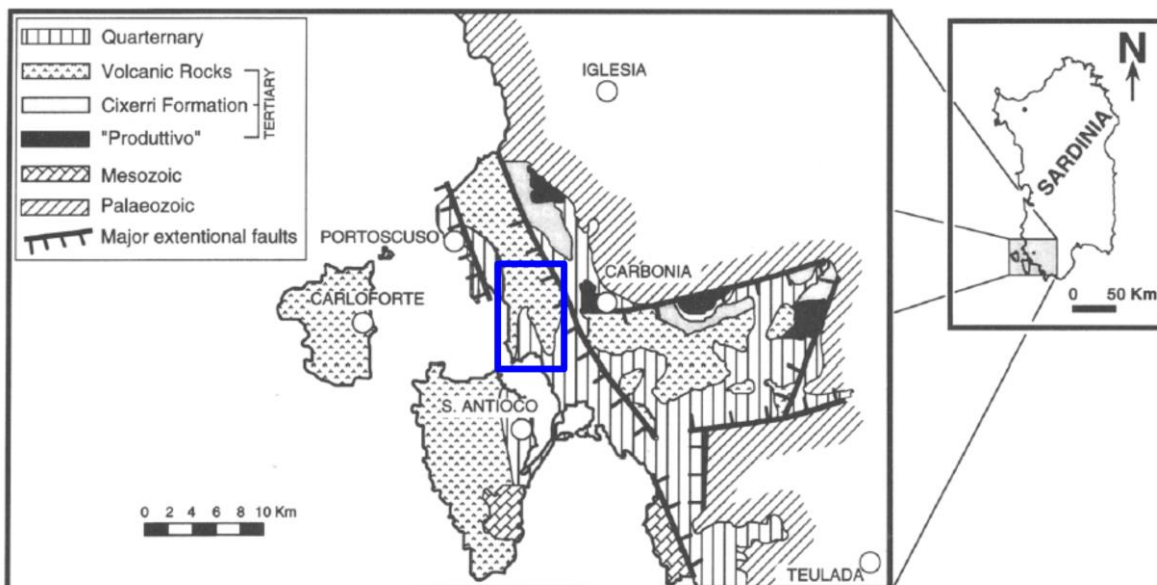 Quarternary
Volcanic Rocks
Cixerri Formation
"Produttivo"
TERTIARY
Mesozoic
Palaeozoic
Major extentional faults
IGLESIA
PORTOSCUSO
CARLOFORTE
CARBONIA
S. ANTIOCO
TEULADA
0 2 4 6 8 10 Km
N
SARDINIA
0 50 Km